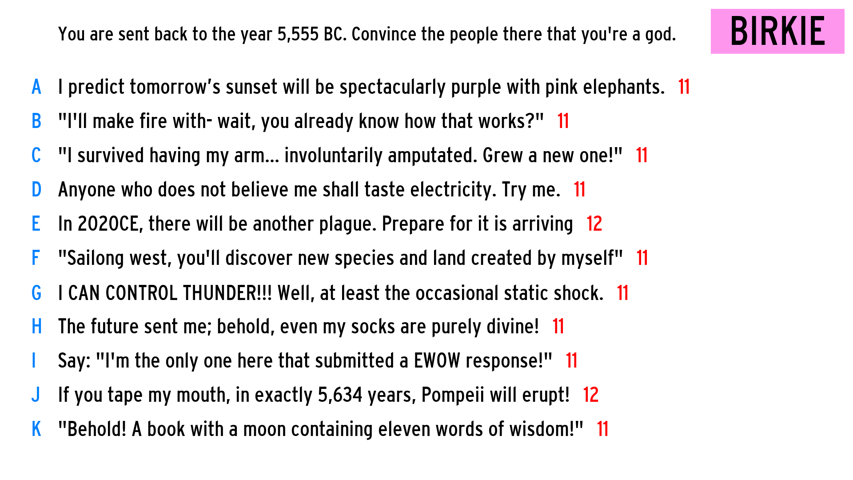 You are sent back to the year 5,555 BC. Convince the people there that you're a god.
BIRKIE
A I predict tomorrow’s sunset will be spectacularly purple with pink elephants. 11
B "I'll make fire with- wait, you already know how that works?" 11
C "I survived having my arm... involuntarily amputated. Grew a new one!" 11
D Anyone who does not believe me shall taste electricity. Try me. 11
E In 2020CE, there will be another plague. Prepare for it is arriving 12
F "Sailong west, you'll discover new species and land created by myself" 11
G I CAN CONTROL THUNDER!!! Well, at least the occasional static shock. 11
H The future sent me; behold, even my socks are purely divine! 11
I Say: "I'm the only one here that submitted a EWOW response!" 11
J If you tape my mouth, in exactly 5,634 years, Pompeii will erupt! 12
K "Behold! A book with a moon containing eleven words of wisdom!" 11